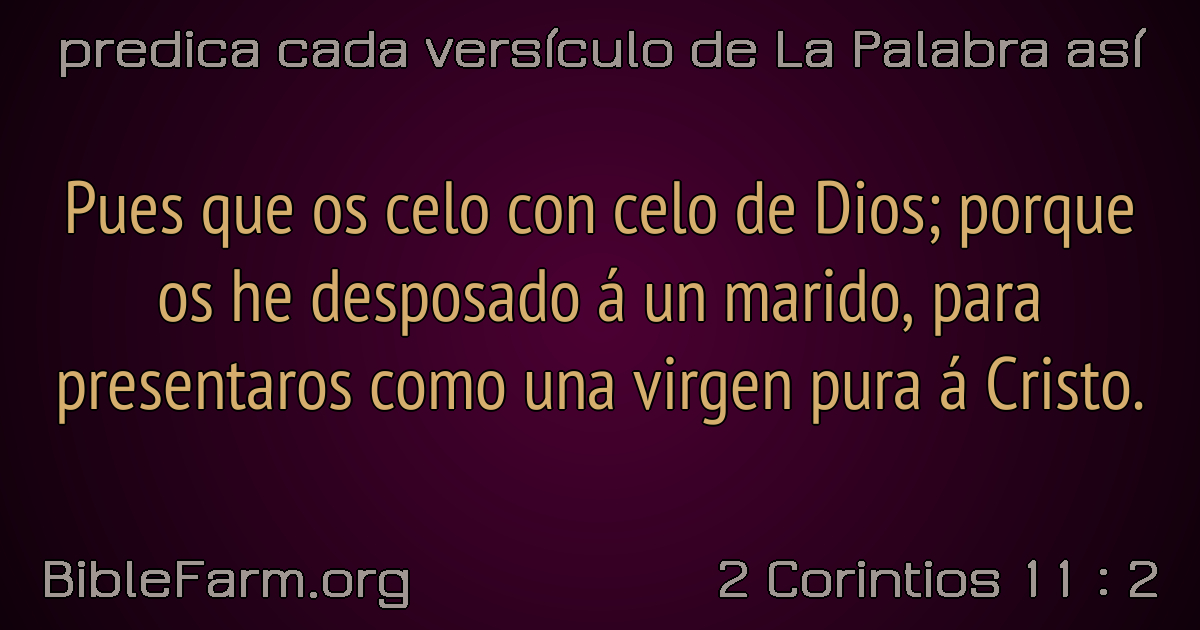 predica cada versículo de La Palabra así
Pues que os celo con celo de Dios; porque
os he desposado á un marido, para
presentaros como una virgen pura á Cristo.
BibleFarm.org
2 Corintios 11 : 2